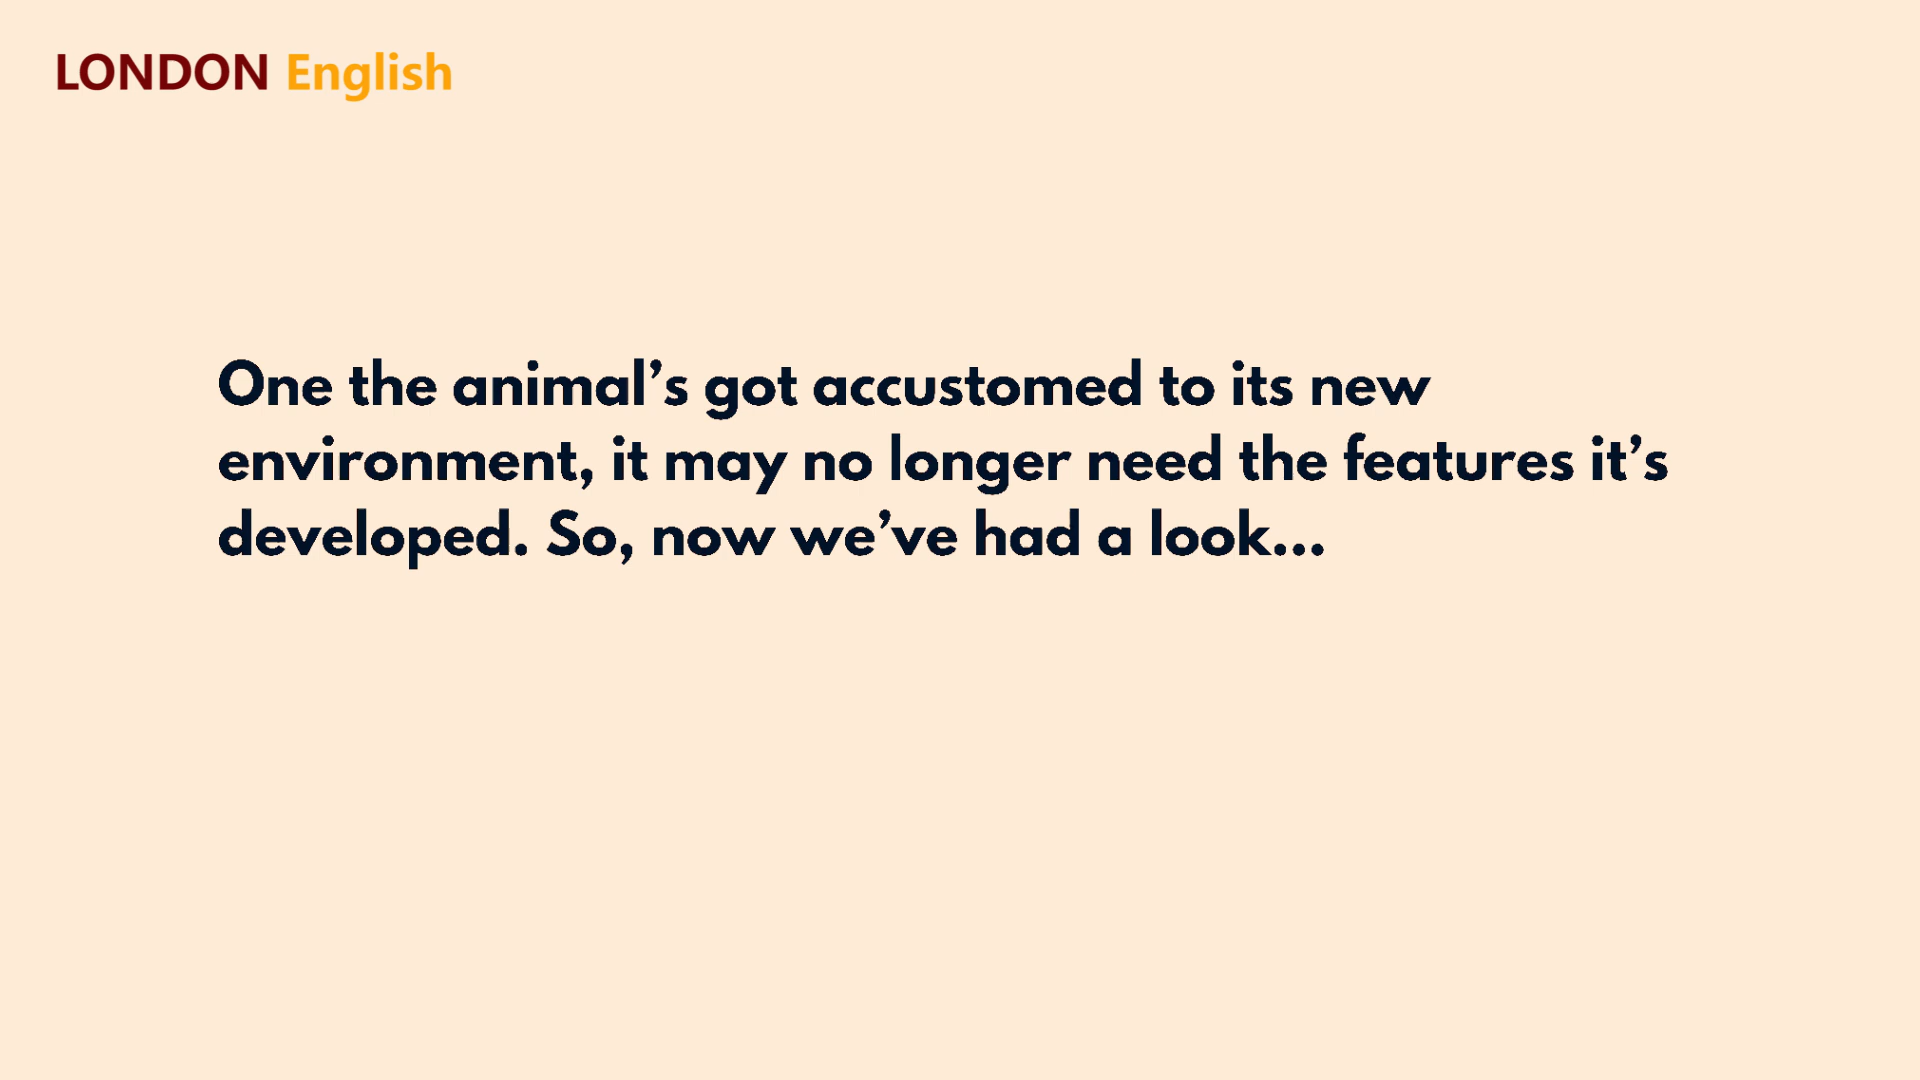 LONDON English
One the animal’s got accustomed to its new
environment, it may no longer need the features it’s
developed. So, now we’ve had a look...